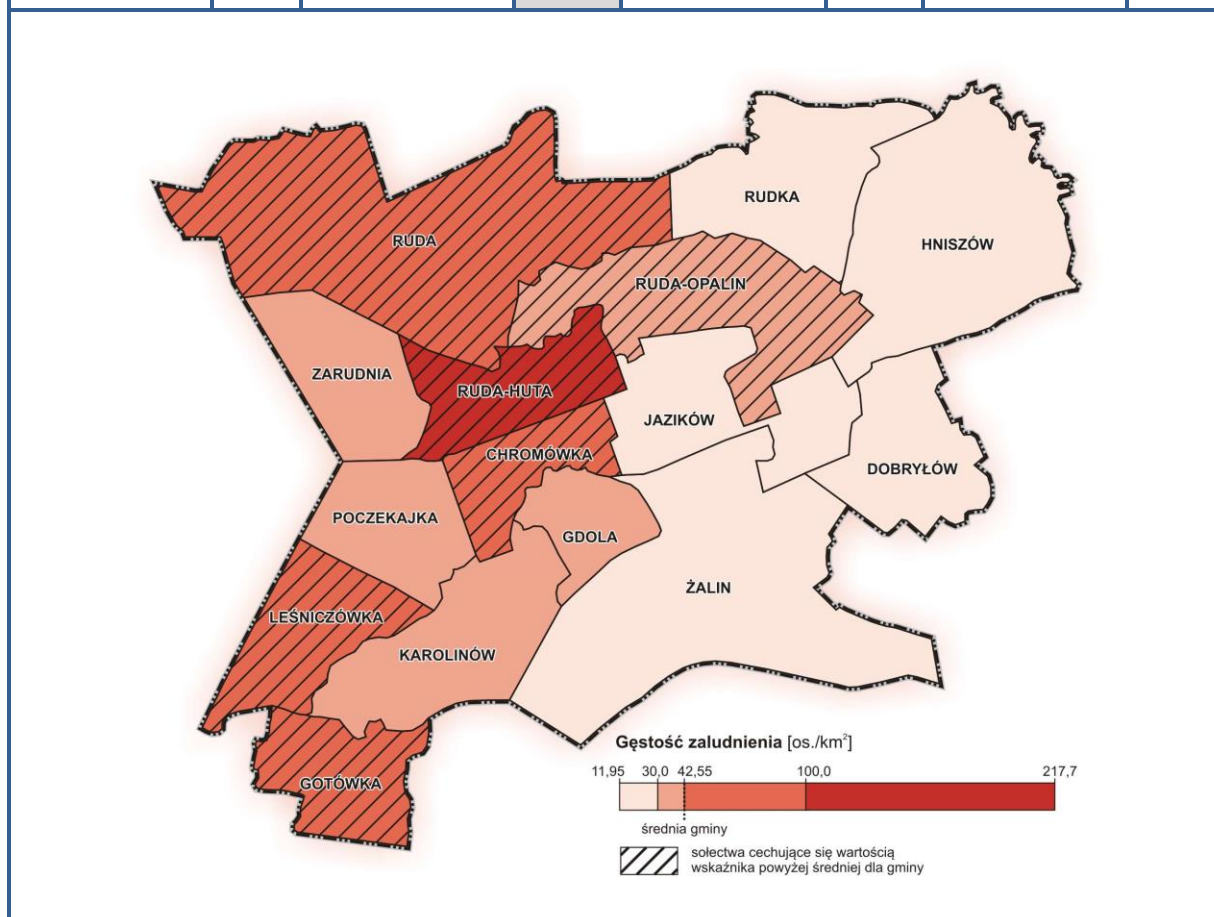 RUDKA
HNISZÓW
RUDA
RUDA-OPALIN
ZARUDNIA
RUDA-HUTA
JAZIKÓW
CHROMÓWKA
DOBRYŁÓW
POCZEKAJKA
GDOLA
ŻALIN
LEŚNICZÓWKA
KAROLINÓW
GOTÓWKA
Gęstość zaludnienia [os./km²]
11,95 30,0 42,55 100,0 217,7
średnia gminy
sołectwa cechujące się wartością
wskaźnika powyżej średniej dla gminy